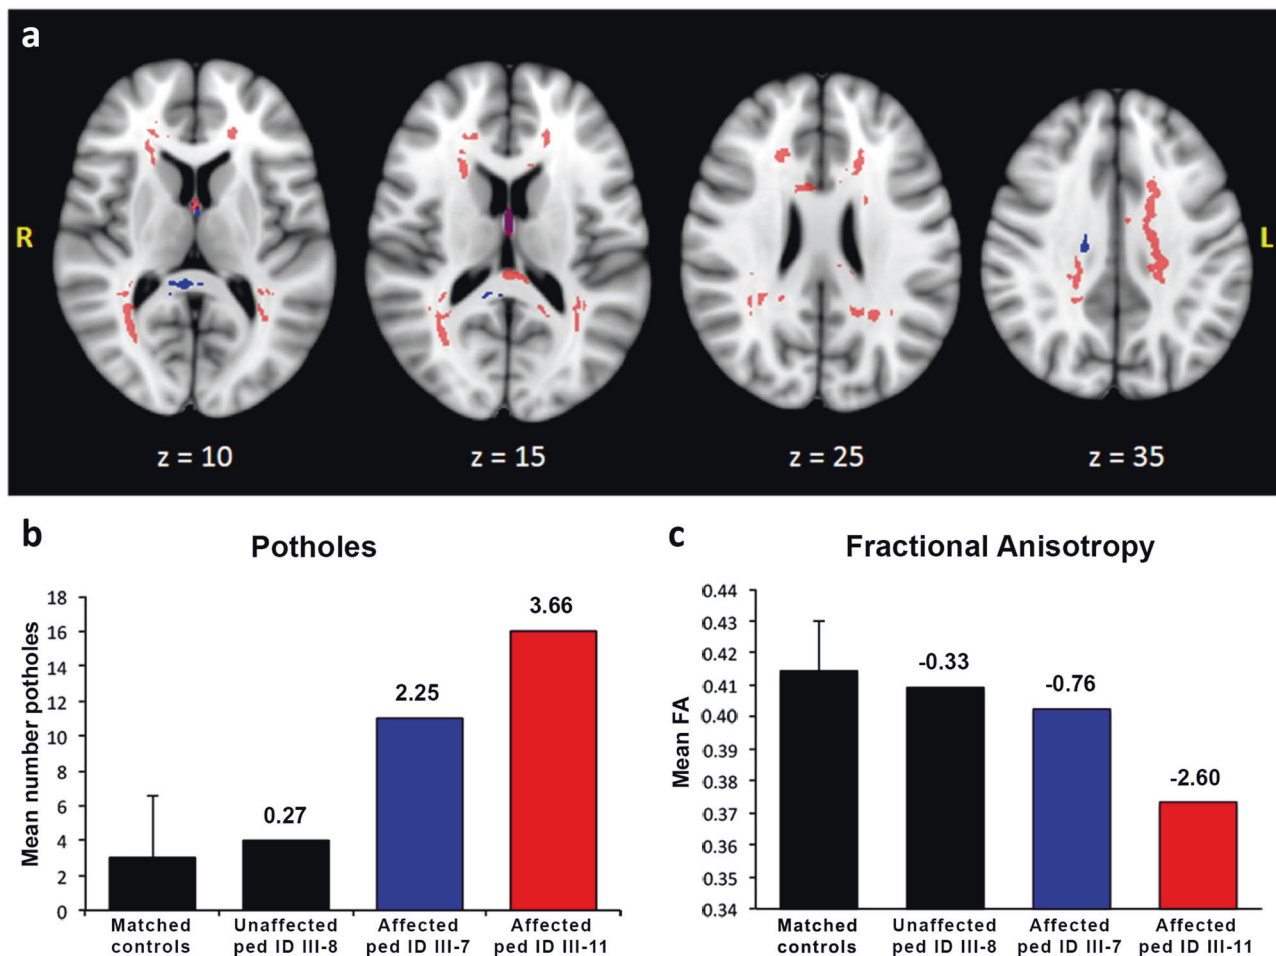 a
R
L
z = 10
z = 15
z = 25
z = 35
b
Potholes
Mean number potholes
18
16
14
12
10
8
6
4
2
0
0.27
2.25
3.66
Matched controls
Unaffected ped ID III-8
Affected ped ID III-7
Affected ped ID III-11
c
Fractional Anisotropy
Mean FA
0.44
0.43
0.42
0.41
0.40
0.39
0.38
0.37
0.36
0.35
0.34
-0.33
-0.76
-2.60
Matched controls
Unaffected ped ID III-8
Affected ped ID III-7
Affected ped ID III-11